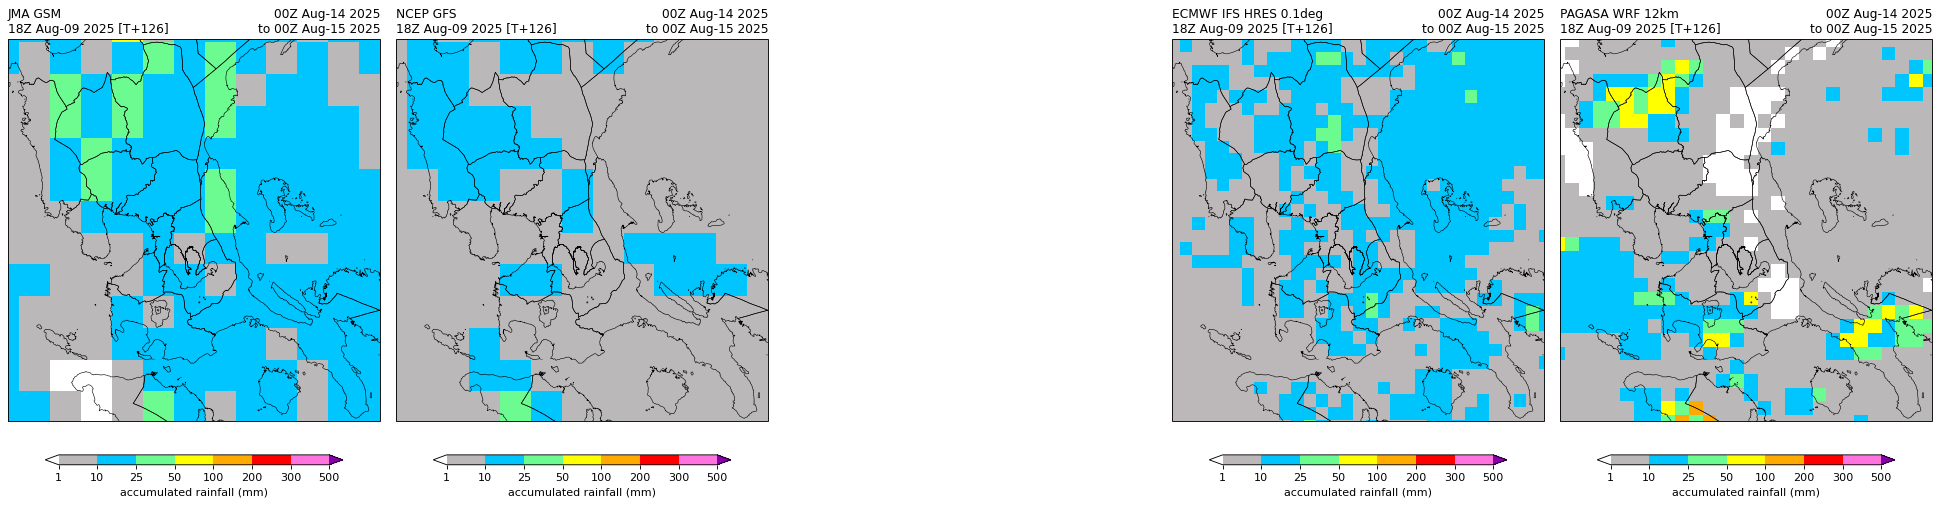 JMA GSM 00Z Aug-14 2025
18Z Aug-09 2025 [T+126] to 00Z Aug-15 2025
NCEP GFS 00Z Aug-14 2025
18Z Aug-09 2025 [T+126] to 00Z Aug-15 2025
ECMWF IFS HRES 0.1deg 00Z Aug-14 2025
18Z Aug-09 2025 [T+126] to 00Z Aug-15 2025
PAGASA WRF 12km 00Z Aug-14 2025
18Z Aug-09 2025 [T+126] to 00Z Aug-15 2025
1 10 25 50 100 200 300 500
accumulated rainfall (mm)
1 10 25 50 100 200 300 500
accumulated rainfall (mm)
1 10 25 50 100 200 300 500
accumulated rainfall (mm)
1 10 25 50 100 200 300 500
accumulated rainfall (mm)